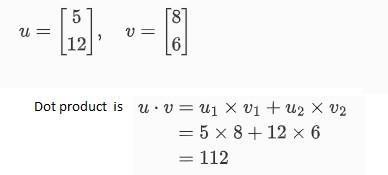 u = [5 12], v = [8 6]
Dot product is u · v = u₁ × v₁ + u₂ × v₂
= 5 × 8 + 12 × 6
= 112